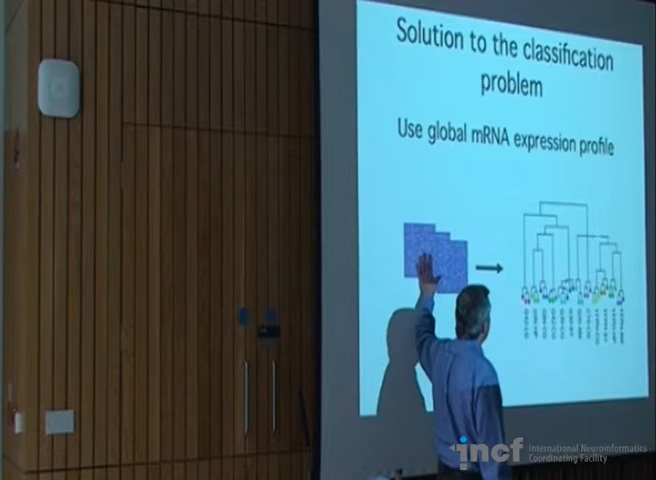 Solution to the classification
problem
Use global mRNA expression profile
incf
International Neuroinformatics
Coordinating Facility